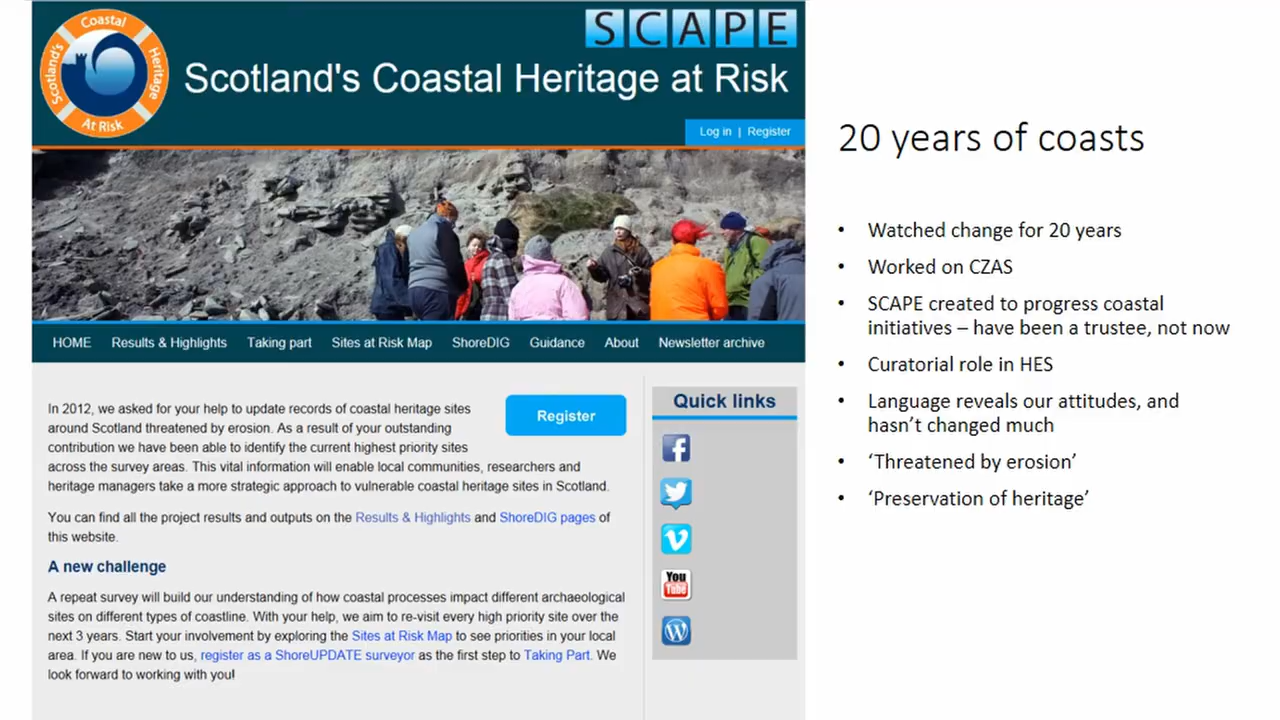 Coastal
Scotland's
Heritage
At Risk
SCAPE
Scotland's Coastal Heritage at Risk
Log in | Register
HOME Results & Highlights Taking part Sites at Risk Map ShoreDIG Guidance About Newsletter archive
In 2012, we asked for your help to update records of coastal heritage sites
around Scotland threatened by erosion. As a result of your outstanding
contribution we have been able to identify the current highest priority sites
across the survey areas. This vital information will enable local communities, researchers and
heritage managers take a more strategic approach to vulnerable coastal heritage sites in Scotland.
Register
You can find all the project results and outputs on the Results & Highlights and ShoreDIG pages of
this website.
A new challenge
A repeat survey will build our understanding of how coastal processes impact different archaeological
sites on different types of coastline. With your help, we aim to re-visit every high priority site over the
next 3 years. Start your involvement by exploring the Sites at Risk Map to see priorities in your local
area. If you are new to us, register as a ShoreUPDATE surveyor as the first step to Taking Part. We
look forward to working with you!
Quick links
You
Tube
20 years of coasts
• Watched change for 20 years
• Worked on CZAS
• SCAPE created to progress coastal
initiatives – have been a trustee, not now
• Curatorial role in HES
• Language reveals our attitudes, and
hasn't changed much
• ‘Threatened by erosion’
• ‘Preservation of heritage’